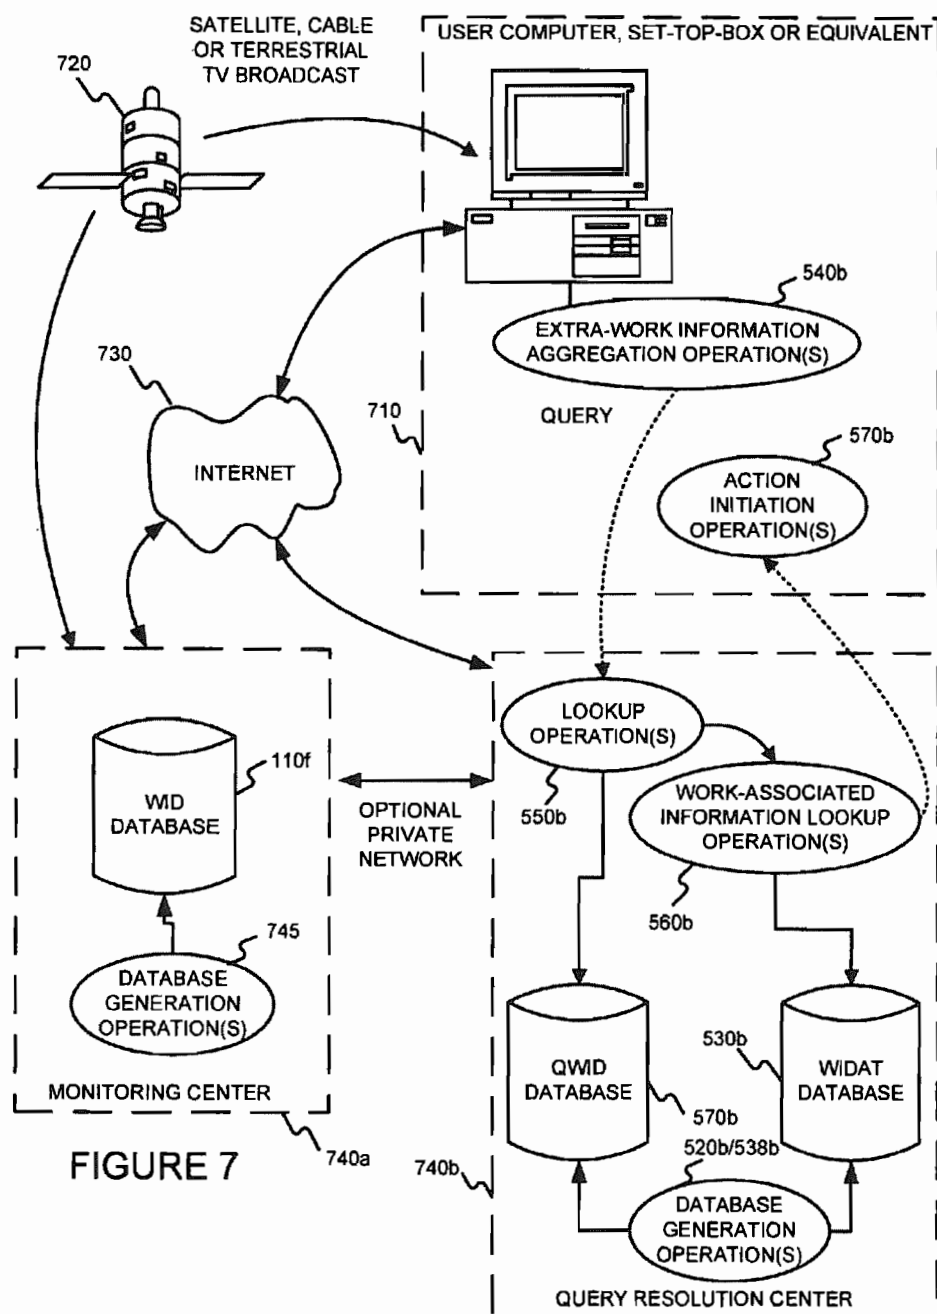 SATELLITE, CABLE
OR TERRESTRIAL
TV BROADCAST
720
USER COMPUTER, SET-TOP-BOX OR EQUIVALENT
540b
EXTRA-WORK INFORMATION
AGGREGATION OPERATION(S)
730
710
QUERY
INTERNET
570b
ACTION
INITIATION
OPERATION(S)
LOOKUP
OPERATION(S)
110f
WID
DATABASE
550b
WORK-ASSOCIATED
INFORMATION LOOKUP
OPERATION(S)
OPTIONAL
PRIVATE
NETWORK
560b
745
DATABASE
GENERATION
OPERATION(S)
530b
QWID
DATABASE
WIDAT
DATABASE
MONITORING CENTER
570b
740a
FIGURE 7
740b
520b/538b
DATABASE
GENERATION
OPERATION(S)
QUERY RESOLUTION CENTER